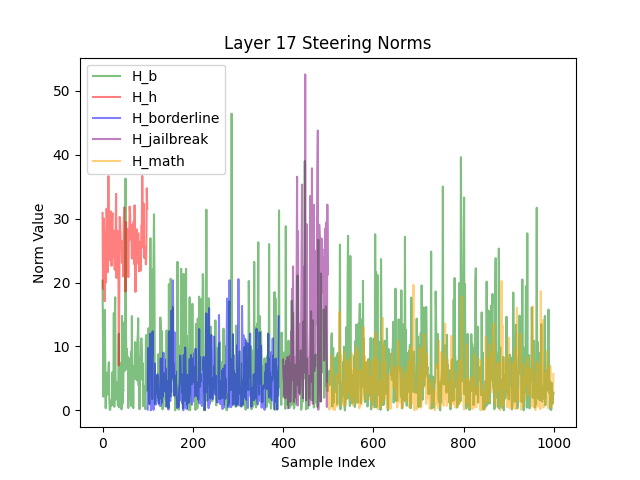 Layer 17 Steering Norms
H_b
H_h
H_borderline
H_jailbreak
H_math
50
40
30
20
10
0
Norm Value
0 200 400 600 800 1000
Sample Index